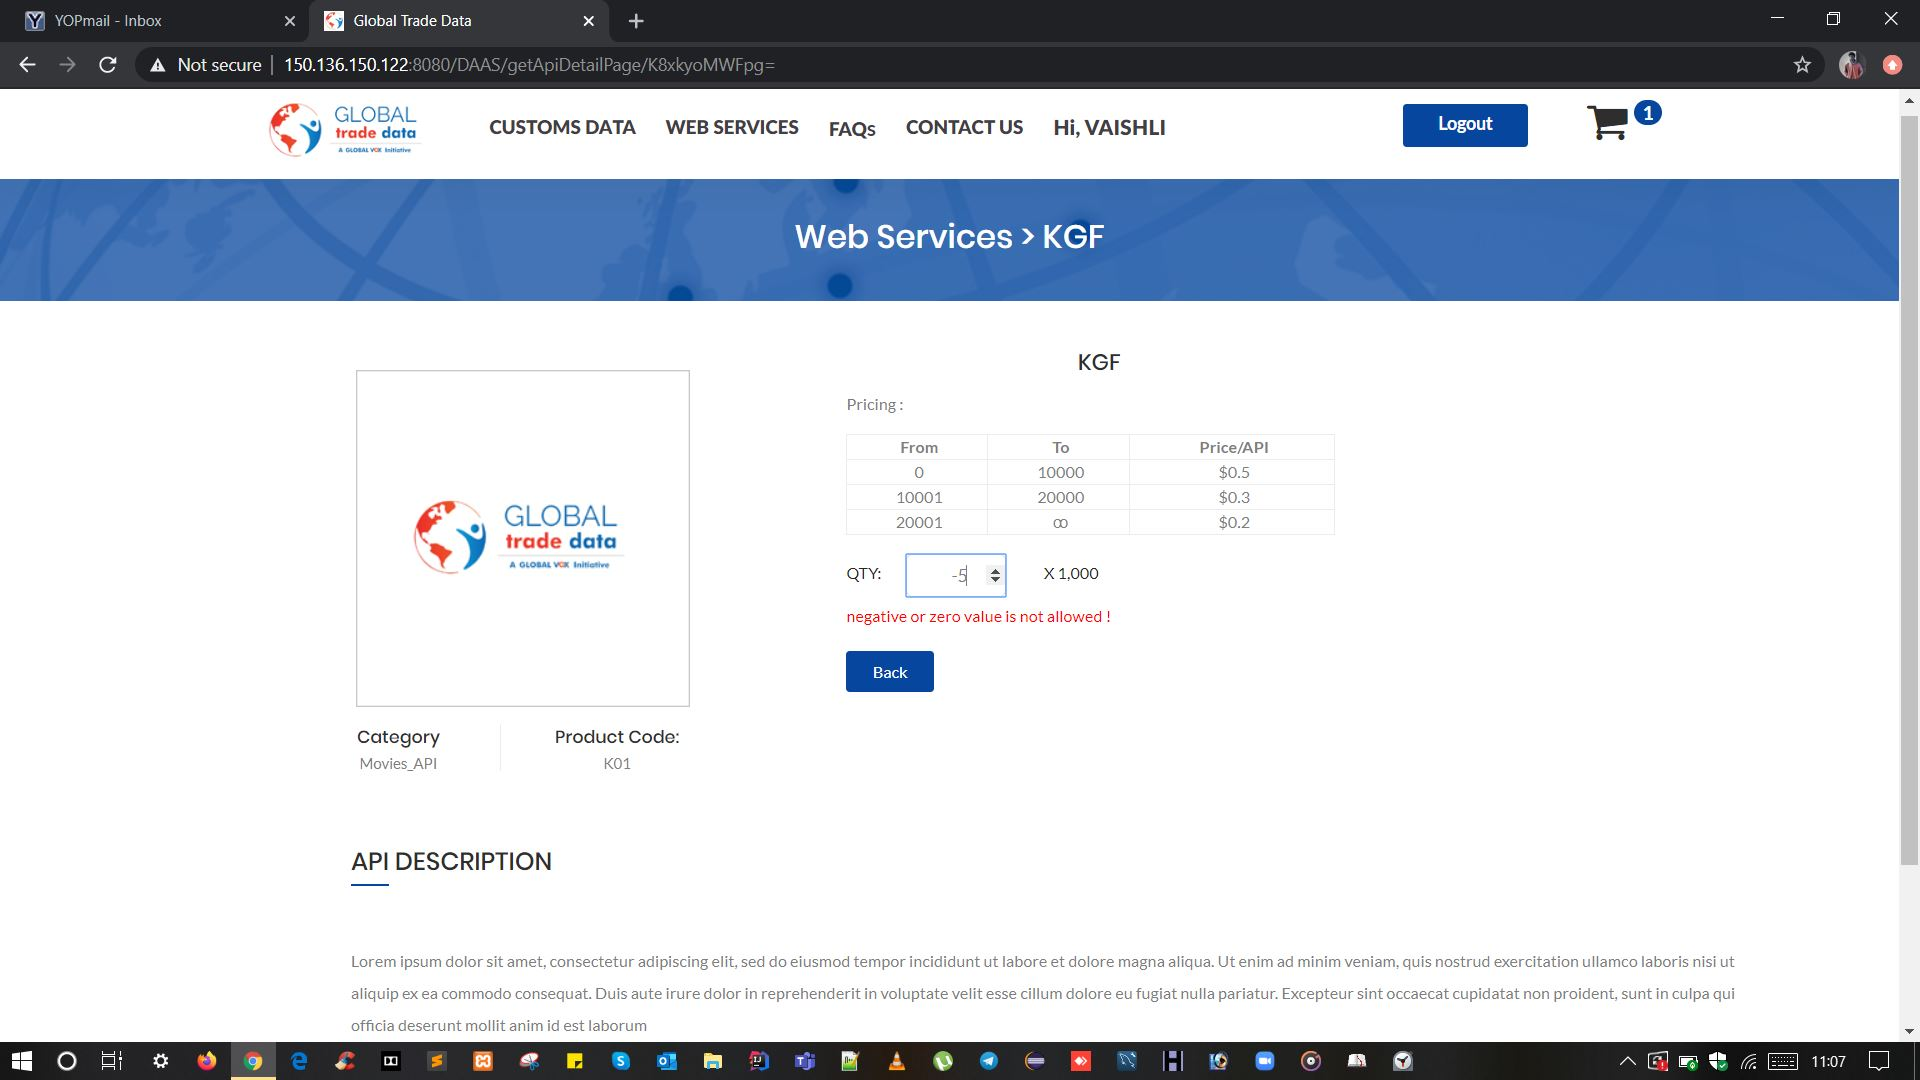 YOPmail - Inbox
Global Trade Data
Not secure
150.136.150.122:8080/DAAS/getApiDetailPage/K8xkyoMWFpg=
GLOBAL
trade data
A GLOBAL VOX Initiative
CUSTOMS DATA
WEB SERVICES
FAQs
CONTACT US
Hi, VAISHLI
Logout
1
Web Services > KGF
KGF
Pricing :
From To Price/API
0 10000 $0.5
10001 20000 $0.3
20001 ∞ $0.2
QTY: -5 X 1,000
negative or zero value is not allowed !
Back
GLOBAL
trade data
A GLOBAL VOX Initiative
Category
Movies_API
Product Code:
K01
API DESCRIPTION
Lorem ipsum dolor sit amet, consectetur adipiscing elit, sed do eiusmod tempor incididunt ut labore et dolore magna aliqua. Ut enim ad minim veniam, quis nostrud exercitation ullamco laboris nisi ut
aliquip ex ea commodo consequat. Duis aute irure dolor in reprehenderit in voluptate velit esse cillum dolore eu fugiat nulla pariatur. Excepteur sint occaecat cupidatat non proident, sunt in culpa qui
officia deserunt mollit anim id est laborum
11:07